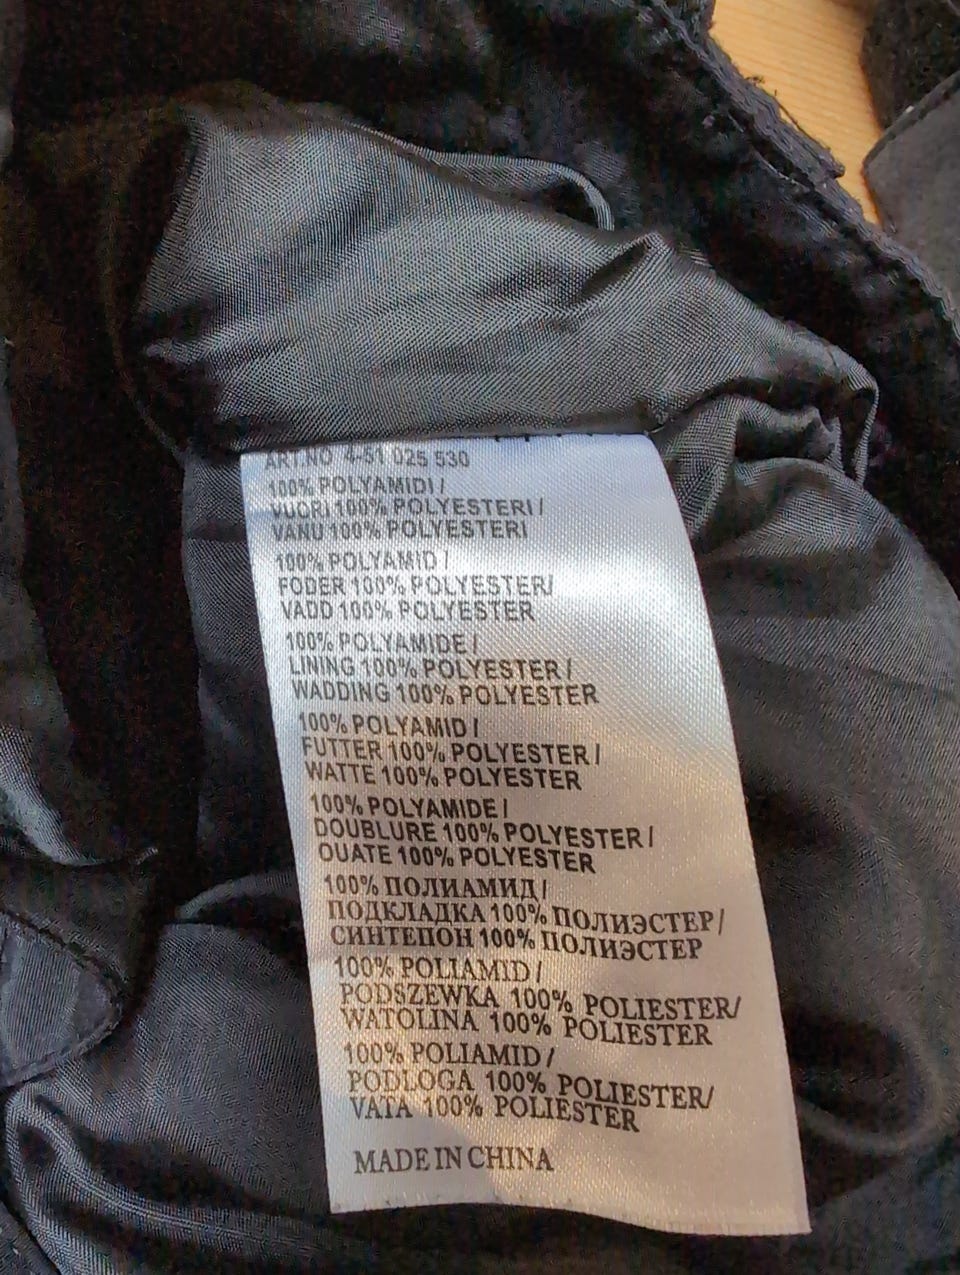 ART.NO 4-51 025 530
100% POLYAMIDI /
VUORI 100% POLYESTERI /
VANU 100% POLYESTERI
100% POLYAMID /
FODER 100% POLYESTER/
VADD 100% POLYESTER
100% POLYAMIDE /
LINING 100% POLYESTER /
WADDING 100% POLYESTER
100% POLYAMID /
FUTTER 100% POLYESTER /
WATTE 100% POLYESTER
100% POLYAMIDE /
DOUBLURE 100% POLYESTER /
OUATE 100% POLYESTER
100% ПОЛИАМИД/
ПОДКЛАДКА 100% ПОЛИЭСТЕР/
СИНТЕПОН 100% ПОЛИЭСТЕР
100% POLIAMID /
PODSZEWKA 100% POLIESTER/
WATOLINA 100% POLIESTER
100% POLIAMID /
PODLOGA 100% POLIESTER/
VATA 100% POLIESTER
MADE IN CHINA